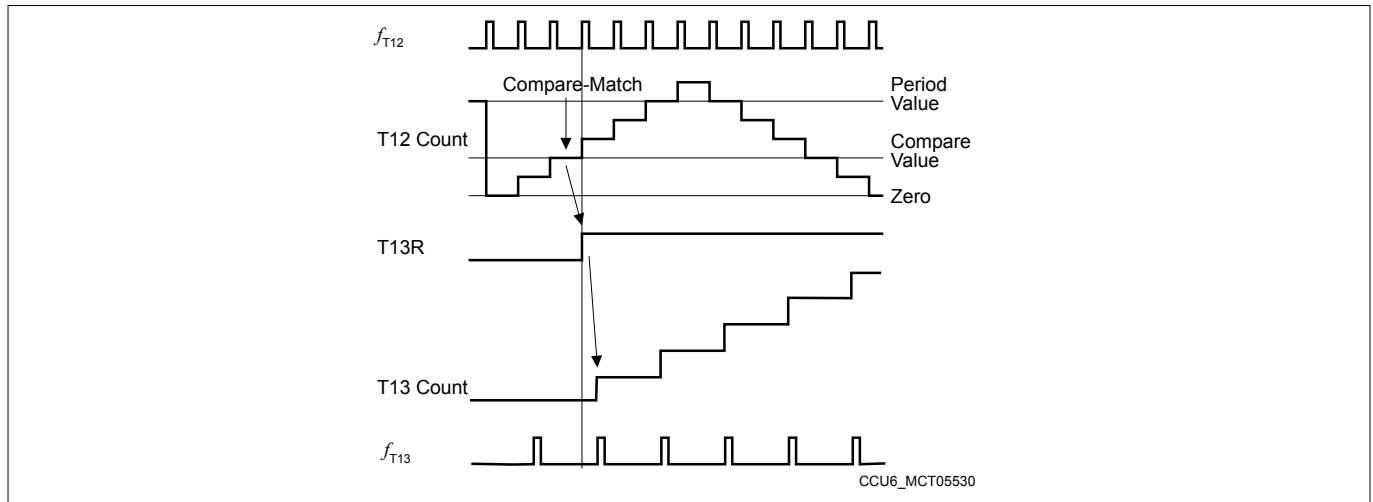 fT12
Compare-Match
Period
Value
T12 Count
Compare
Value
Zero
T13R
T13 Count
fT13
CCU6_MCT05530